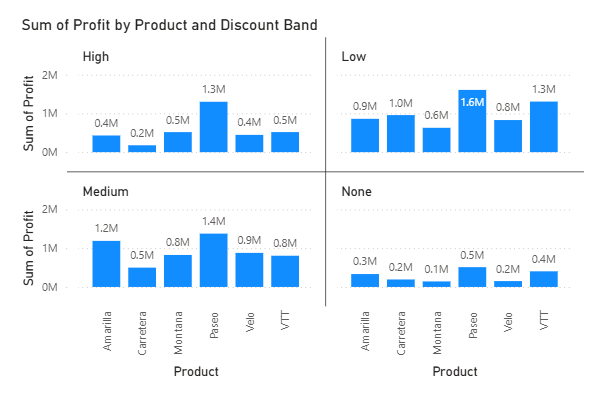 Sum of Profit by Product and Discount Band
High
Low
Sum of Profit
2M
1M
0M
0.4M 0.2M 0.5M 1.3M 0.4M 0.5M
0.9M 1.0M 0.6M 1.6M 0.8M 1.3M
Medium
None
Sum of Profit
2M
1M
0M
1.2M 0.5M 0.8M 1.4M 0.9M 0.8M
0.3M 0.2M 0.1M 0.5M 0.2M 0.4M
Amarilla Carretera Montana Paseo Velo VTT
Amarilla Carretera Montana Paseo Velo VTT
Product
Product